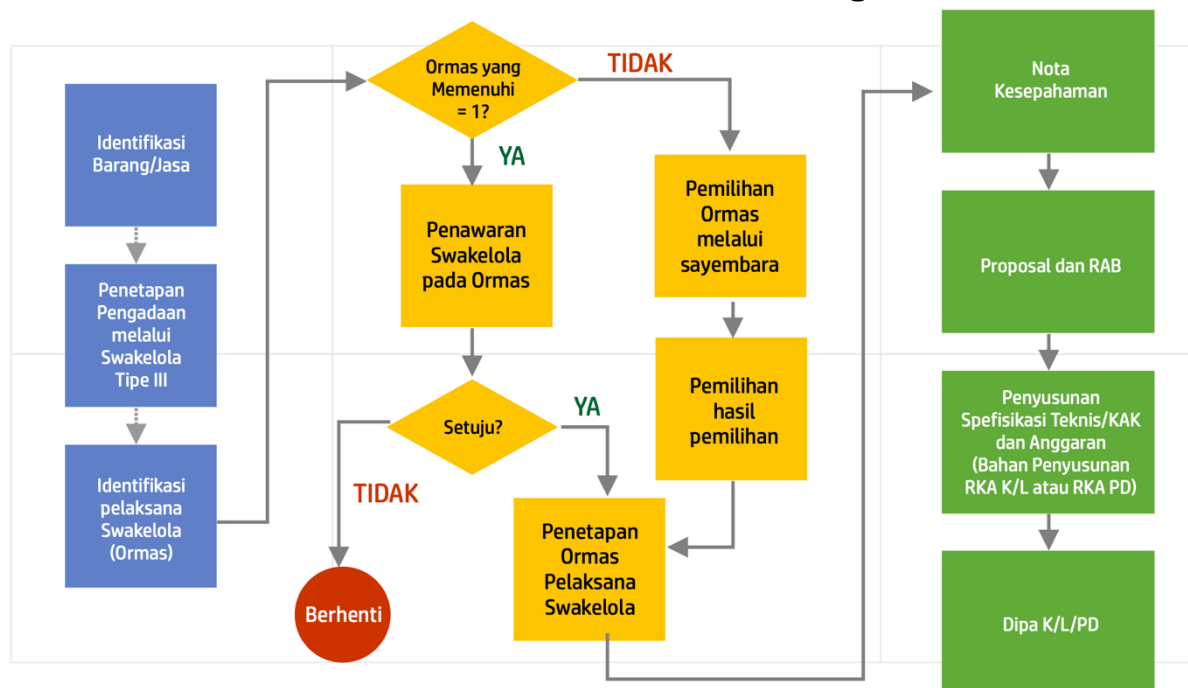 Identifikasi
Barang/Jasa
Penetapan
Pengadaan
melalui
Swakelola
Tipe III
Identifikasi
pelaksana
Swakelola
(Ormas)
Ormas yang
Memenuhi
= 1?
TIDAK
YA
Penawaran
Swakelola
pada Ormas
Pemilihan
Ormas
melalui
sayembara
Setuju?
YA
TIDAK
Pemilihan
hasil
pemilihan
Berhenti
Penetapan
Ormas
Pelaksana
Swakelola
Nota
Kesepahaman
Proposal dan RAB
Penyusunan
Spefisikasi Teknis/KAK
dan Anggaran
(Bahan Penyusunan
RKA K/L atau RKA PD)
Dipa K/L/PD